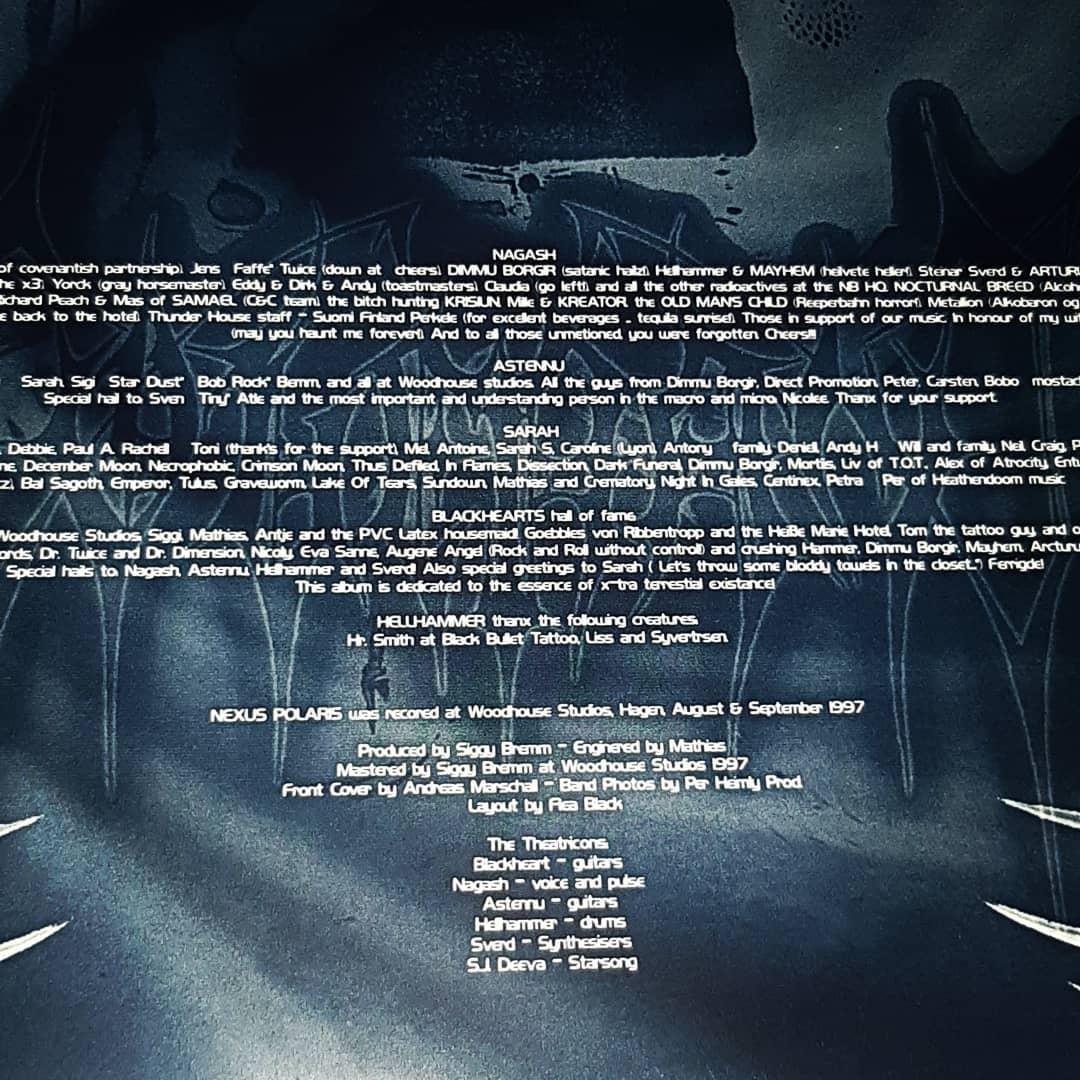 NAGASH
of covenantish partnership). Jens Faffe" Twice (down at cheers). DIMMU BORGIR (satanic hailz!). Hellhammer & MAYHEM (helvete heller!). Steinar Sverd & ARTURU
he x3). Yorck (gray horsemaster). Eddy & Dirk & Andy (toastmasters). Claudia (go left!) and all the other radioactives at the NB HQ. NOCTURNAL BREED (Alcoho
ichard Peach & Mas of SAMAEL (C&C team). the bitch hunting KRISIUN. Mille & KREATOR. the OLD MAN'S CHILD (Reeperbahn horror!). Metalion (Alkobaron og
e back to the hotel). Thunder House staff - Suomi Finland Perkele (for excellent beverages .. tequila sunrise!). Those in support of our music. In honour of my wi
(may you haunt me forever!). And to all those unmetioned, you were forgotten. Cheers!!!
ASTENNU
Sarah, Sigi Star Dust" Bob Rock" Bemm, and all at Woodhouse studios. All the guys from Dimmu Borgir, Direct Promotion, Peter, Carsten, Bobo mostac
Special hail to: Sven Tiny" Atle and the most important and understanding person in the macro and micro, Nicolee. Thanx for your support.
SARAH
Debbie, Paul A. Rachell Toni (thank's for the support), Mel, Antoine, Sarah S, Caroline (Lyon), Antony family, Deniell, Andy H Will and family, Neil, Craig, P
ne, December Moon, Necrophobic, Crimson Moon, Thus Defiled, In Flames, Dissection, Dark Funeral, Dimmu Borgir, Mortiis, Liv of T.O.T., Alex of Atrocity, Entu
tz), Bal Sagoth, Emperor, Tulus, Graveworm, Lake Of Tears, Sundown, Mathias and Crematory, Night In Gales, Centinex, Petra Per of Heathendoom music
BLACKHEARTS hall of fame:
Woodhouse Studios, Siggi, Mathias, Antje and the PVC Latex housemaid! Goebbles von Ribbentropp and the Heiße Marie Hotel, Tom the tattoo guy, and a
ords, Dr. Twice and Dr. Dimension, Nicoly, Eva Sanne, Augene Angel (Rock and Roll without control!) and crushing Hammer, Dimmu Borgir, Mayhem, Arcturu
Special hails to: Nagash, Astennu, Hellhammer and Sverd! Also special greetings to Sarah ( Let's throw some bloddy towels in the closet..") Ferrigde!
This album is dedicated to the essence of x-tra terrestial existance!
HELLHAMMER thanx the following creatures:
Hr. Smith at Black Bullet Tattoo, Liss and Syvertrsen.
NEXUS POLARIS was recored at Woodhouse Studios, Hagen, August & September 1997
Produced by Siggy Bremm - Enginered by Mathias
Mastered by Siggy Bremm at Woodhouse Studios 1997
Front Cover by Andreas Marschall - Band Photos by Per Heimly Prod.
Layout by Flea Black
The Theatricons:
Blackheart - guitars
Nagash - voice and pulse
Astennu - guitars
Hellhammer - drums
Sverd - Synthesisers
S.J. Deeva - Starsong